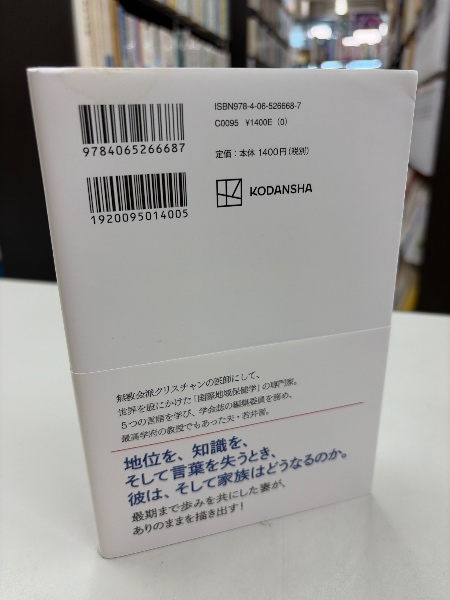 ISBN978-4-06-526668-7
C0095 ¥1400E (0)
定価：本体 1400円（税別）
9784065266687
1920095014005
KODANSHA
無教会派クリスチャンの医師にして、
世界を股にかけた「国際地域保健学」の専門家。
5つの言語を学び、学会誌の編集委員を務め、
最高学府の教授でもあった夫・若井晋。
地位を、知識を、
そして言葉を失うとき、
彼は、そして家族はどうなるのか。
最期まで歩みを共にした妻が、
ありのままを描き出す！